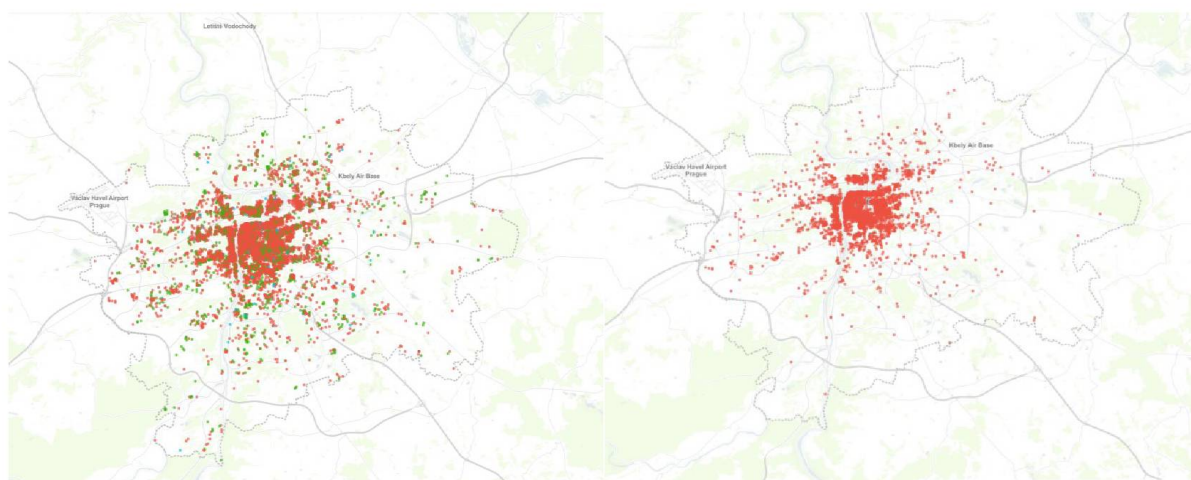 Letiště Vodochody
Kbely Air Base
Václav Havel Airport
Prague
Kbely Air Base
Václav Havel Airport
Prague